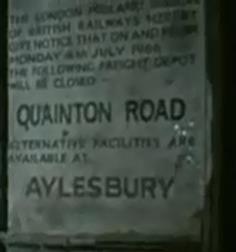 THE LONDON MIDLAND
OF BRITISH RAILWAYS HEREBY
GIVE NOTICE THAT ON AND FROM
MONDAY 4TH JULY 1966
THE FOLLOWING FREIGHT DEPOT
WILL BE CLOSED -
QUAINTON ROAD
ALTERNATIVE FACILITIES ARE
AVAILABLE AT
AYLESBURY